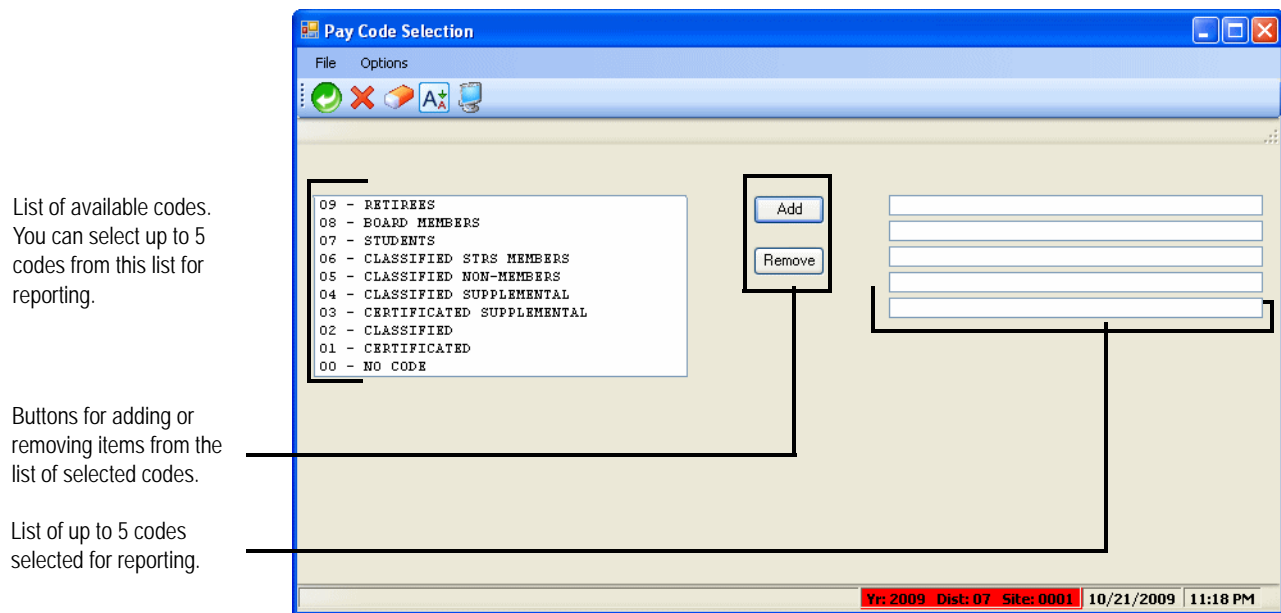 Pay Code Selection
File Options
List of available codes.
You can select up to 5
codes from this list for
reporting.
09 - RETIREES
08 - BOARD MEMBERS
07 - STUDENTS
06 - CLASSIFIED STRS MEMBERS
05 - CLASSIFIED NON-MEMBERS
04 - CLASSIFIED SUPPLEMENTAL
03 - CERTIFICATED SUPPLEMENTAL
02 - CLASSIFIED
01 - CERTIFICATED
00 - NO CODE
Add
Remove
Buttons for adding or
removing items from the
list of selected codes.
List of up to 5 codes
selected for reporting.
Yr: 2009 Dist: 07 Site: 0001 10/21/2009 11:18 PM